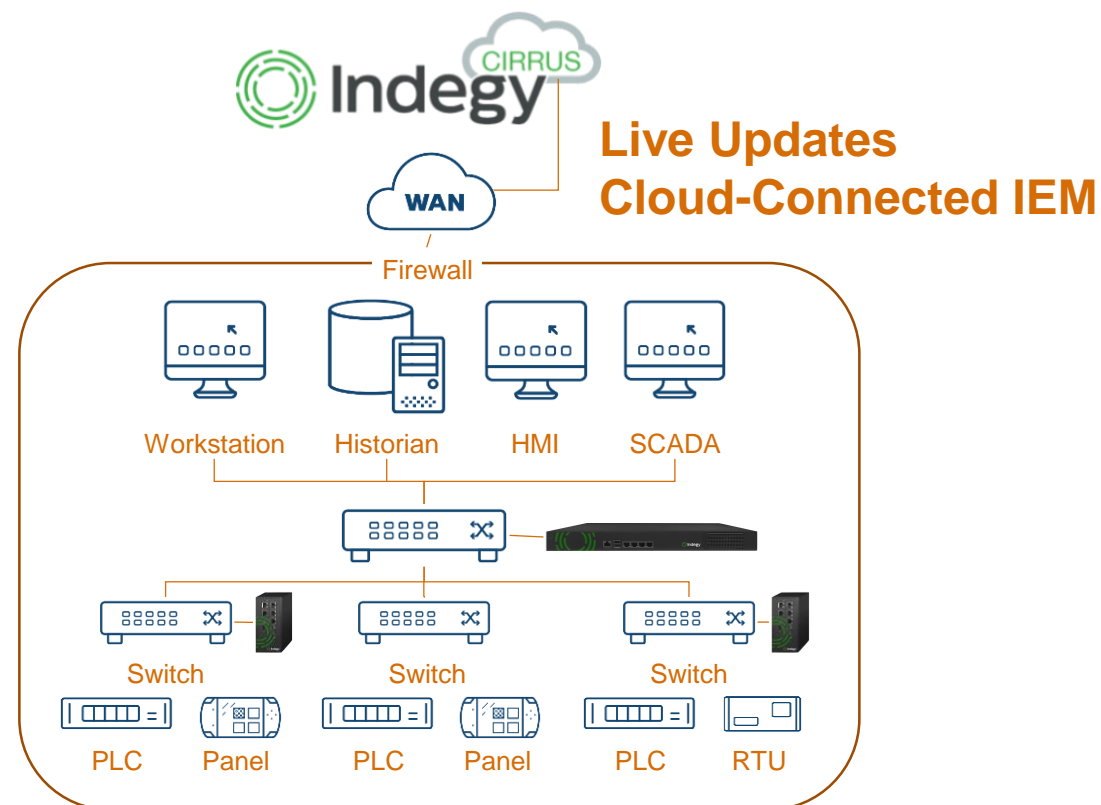 CIRRUS
Indegy
Live Updates
Cloud-Connected IEM
WAN
Firewall
Workstation Historian HMI SCADA
Indegy
Switch Switch Switch
PLC Panel PLC Panel PLC RTU